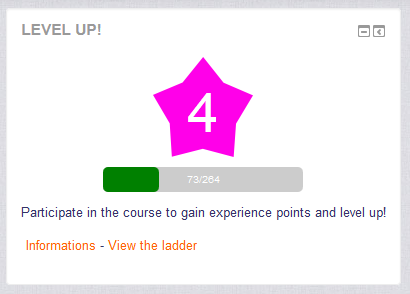 LEVEL UP!
4
73/264
Participate in the course to gain experience points and level up!
Informations - View the ladder